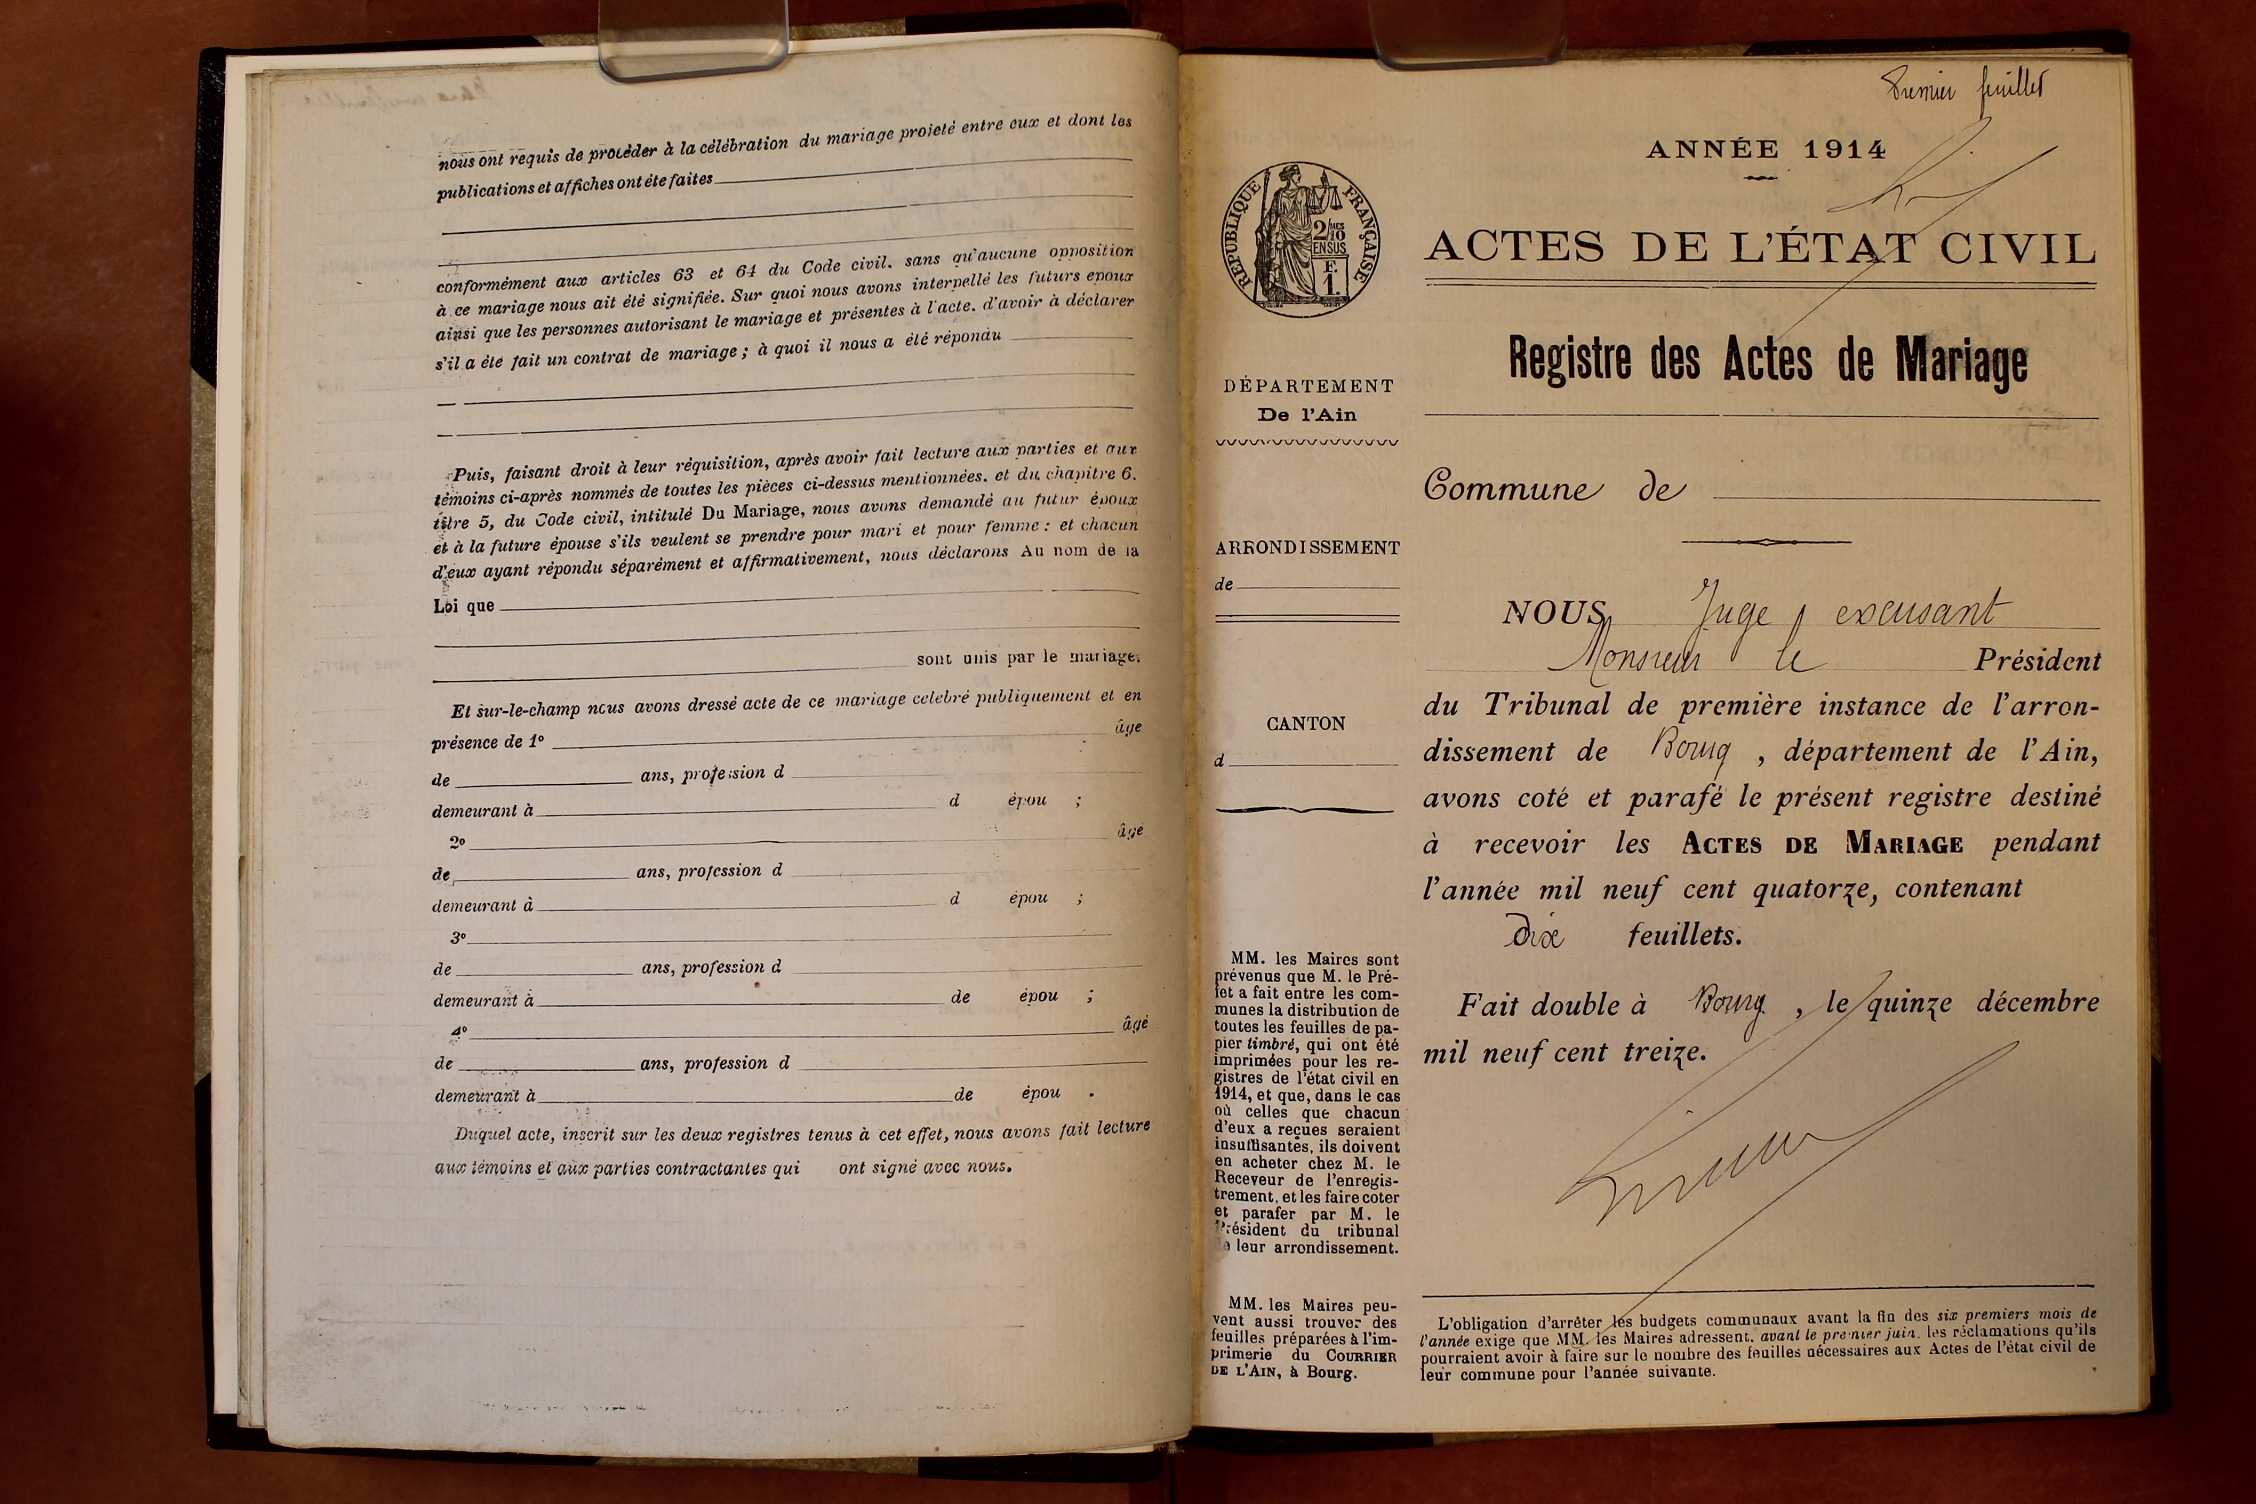 nous ont requis de procéder à la célébration du mariage projeté entre eux et dont les
publications et affiches ont été faites
conformément aux articles 63 et 64 du Code civil. sans qu'aucune opposition
à ce mariage nous ait été signifiée. Sur quoi nous avons interpellé les futurs epoux
ainsi que les personnes autorisant le mariage et présentes à l'acte. d'avoir à déclarer
s'il a été fait un contrat de mariage ; à quoi il nous a été répondu
Puis, faisant droit à leur réquisition, après avoir fait lecture aux parties et aux
témoins ci-après nommés de toutes les pièces ci-dessus mentionnées. et du chapitre 6.
titre 5, du Code civil, intitulé Du Mariage, nous avons demandé au futur époux
et à la future épouse s'ils veulent se prendre pour mari et pour femme : et chacun
d'eux ayant répondu séparément et affirmativement, nous déclarons Au nom de la
Loi que
sont unis par le mariage.
Et sur-le-champ nous avons dressé acte de ce mariage celebré publiquement et en
présence de 1º âge
de ans, profession d
demeurant à d épou ;
2º âgé
de ans, profession d
demeurant à d épou ;
3º
de ans, profession d
demeurant à de épou ;
4º âgé
de ans, profession d
demeurant à de épou .
Duquel acte, inscrit sur les deux registres tenus à cet effet, nous avons fait lecture
aux témoins et aux parties contractantes qui ont signé avec nous.
Premier feuillet
ANNÉE 1914
RÉPUBLIQUE FRANÇAISE
2/10MES
EN SUS
F.
1.
ACTES DE L'ÉTAT CIVIL
Registre des Actes de Mariage
DÉPARTEMENT
De l'Ain
ARRONDISSEMENT
de
CANTON
d
MM. les Maires sont
prévenus que M. le Pré-
fet a fait entre les com-
munes la distribution de
toutes les feuilles de pa-
pier timbré, qui ont été
imprimées pour les re-
gistres de l'état civil en
1914, et que, dans le cas
où celles que chacun
d'eux a reçues seraient
insuffisantes, ils doivent
en acheter chez M. le
Receveur de l'enregis-
trement, et les faire coter
et parafer par M. le
Président du tribunal
de leur arrondissement.
MM. les Maires peu-
vent aussi trouver des
feuilles préparées à l'im-
primerie du COURRIER
DE L'AIN, à Bourg.
Commune de
NOUS Juge excusant
Monsieur le Président
du Tribunal de première instance de l'arron-
dissement de Bourg , département de l'Ain,
avons coté et parafé le présent registre destiné
à recevoir les ACTES DE MARIAGE pendant
l'année mil neuf cent quatorze, contenant
Dix feuillets.
Fait double à Bourg , le quinze décembre
mil neuf cent treize.
L'obligation d'arrêter les budgets communaux avant la fin des six premiers mois de
l'année exige que MM. les Maires adressent. avant le premier juin. les réclamations qu'ils
pourraient avoir à faire sur le nombre des feuilles nécessaires aux Actes de l'état civil de
leur commune pour l'année suivante.